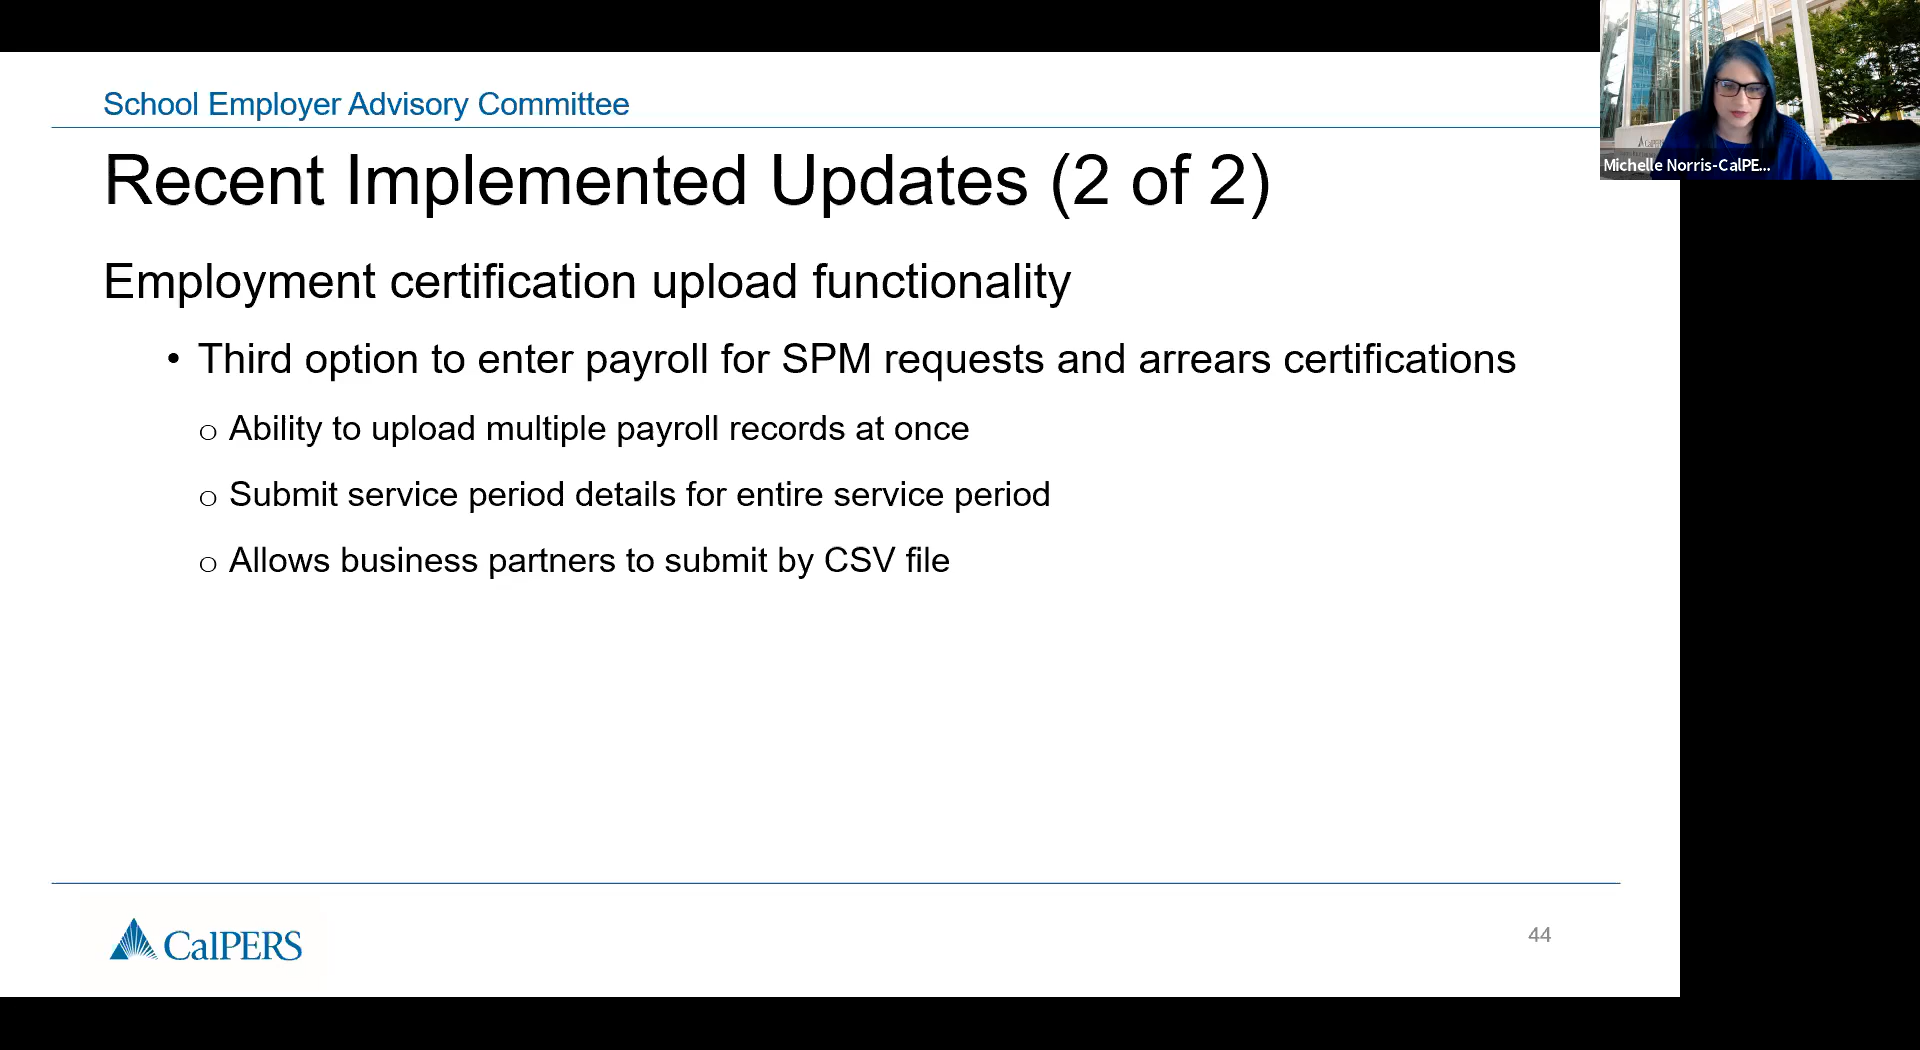 School Employer Advisory Committee
Recent Implemented Updates (2 of 2)
Michelle Norris-CalPE...
Employment certification upload functionality
• Third option to enter payroll for SPM requests and arrears certifications
o Ability to upload multiple payroll records at once
o Submit service period details for entire service period
o Allows business partners to submit by CSV file
CalPERS
44